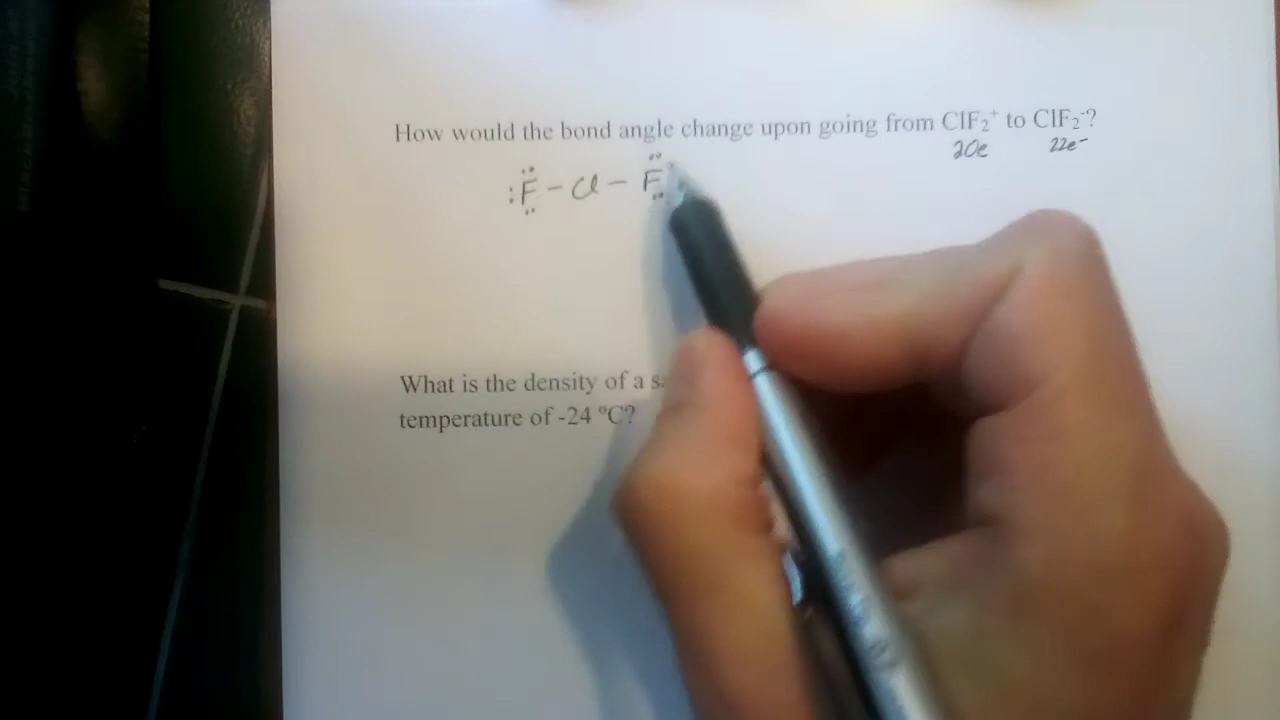 How would the bond angle change upon going from ClF₂⁺ to ClF₂⁻?
20e 22e⁻
:F - Cl - F
What is the density of a
temperature of -24 ºC?